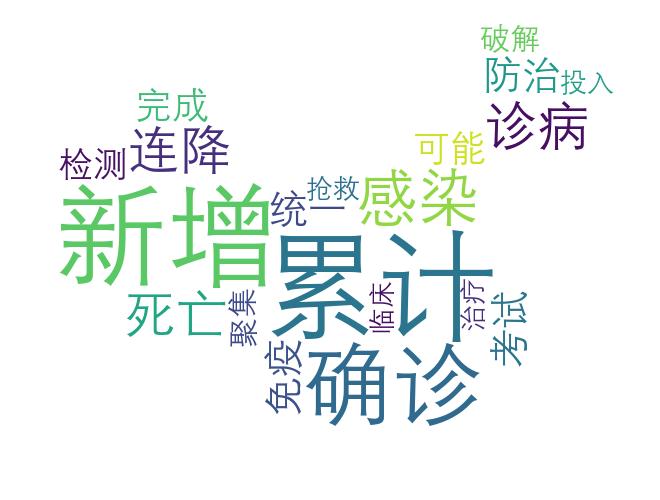 破解
防治
投入
完成
诊病
连降
可能
检测
抢救
感染
新增
统一
累计
死亡
聚集
临床
治疗
考试
免疫
确诊